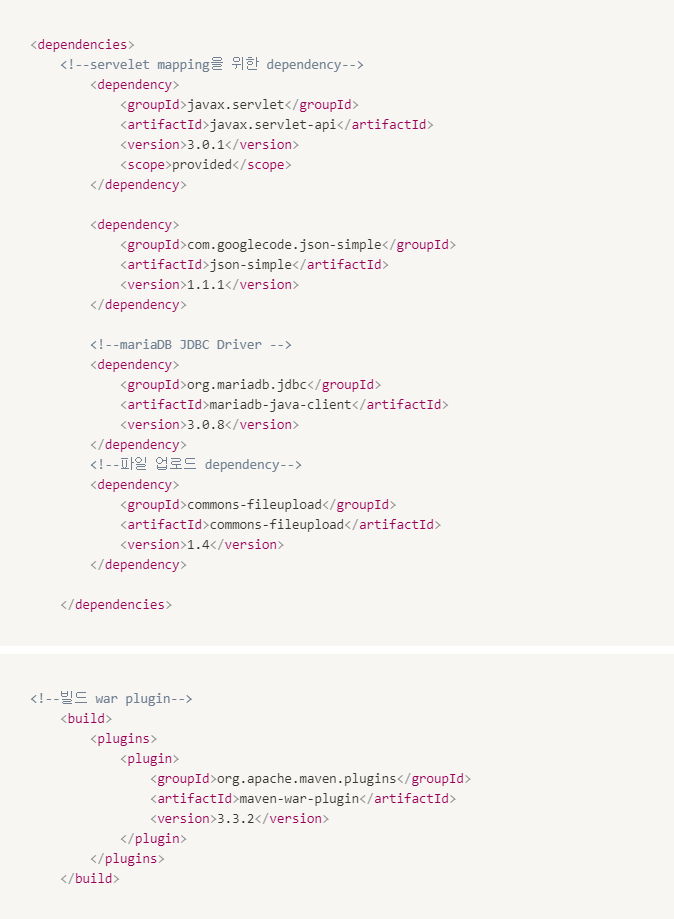 <dependencies>
<!--servelet mapping을 위한 dependency-->
<dependency>
<groupId>javax.servlet</groupId>
<artifactId>javax.servlet-api</artifactId>
<version>3.0.1</version>
<scope>provided</scope>
</dependency>
<dependency>
<groupId>com.googlecode.json-simple</groupId>
<artifactId>json-simple</artifactId>
<version>1.1.1</version>
</dependency>
<!--mariaDB JDBC Driver -->
<dependency>
<groupId>org.mariadb.jdbc</groupId>
<artifactId>mariadb-java-client</artifactId>
<version>3.0.8</version>
</dependency>
<!--파일 업로드 dependency-->
<dependency>
<groupId>commons-fileupload</groupId>
<artifactId>commons-fileupload</artifactId>
<version>1.4</version>
</dependency>
</dependencies>
<!--빌드 war plugin-->
<build>
<plugins>
<plugin>
<groupId>org.apache.maven.plugins</groupId>
<artifactId>maven-war-plugin</artifactId>
<version>3.3.2</version>
</plugin>
</plugins>
</build>